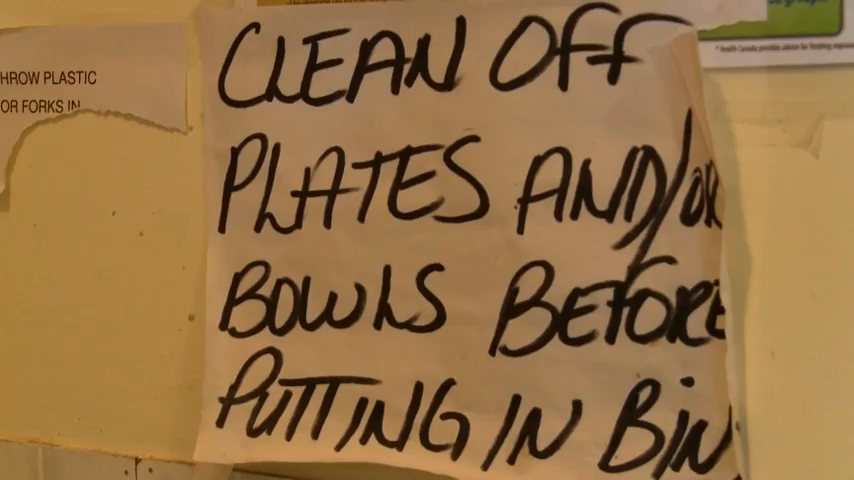 CLEAN OFF
PLATES AND/OR
BOWLS BEFORE
PUTTING IN BIN
HROW PLASTIC
OR FORKS IN